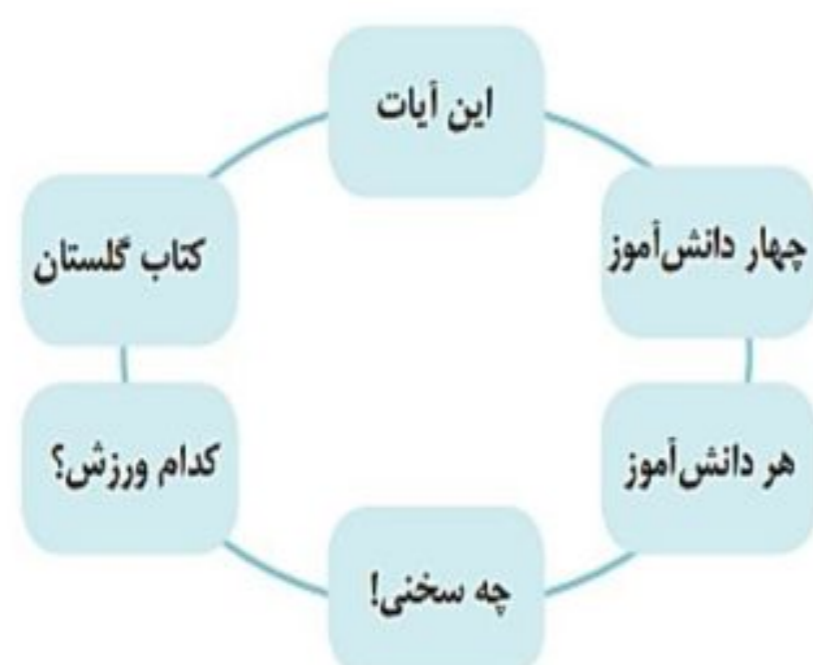 این آیات
چهار دانش‌آموز
هر دانش‌آموز
چه سخنی!
کدام ورزش؟
کتاب گلستان